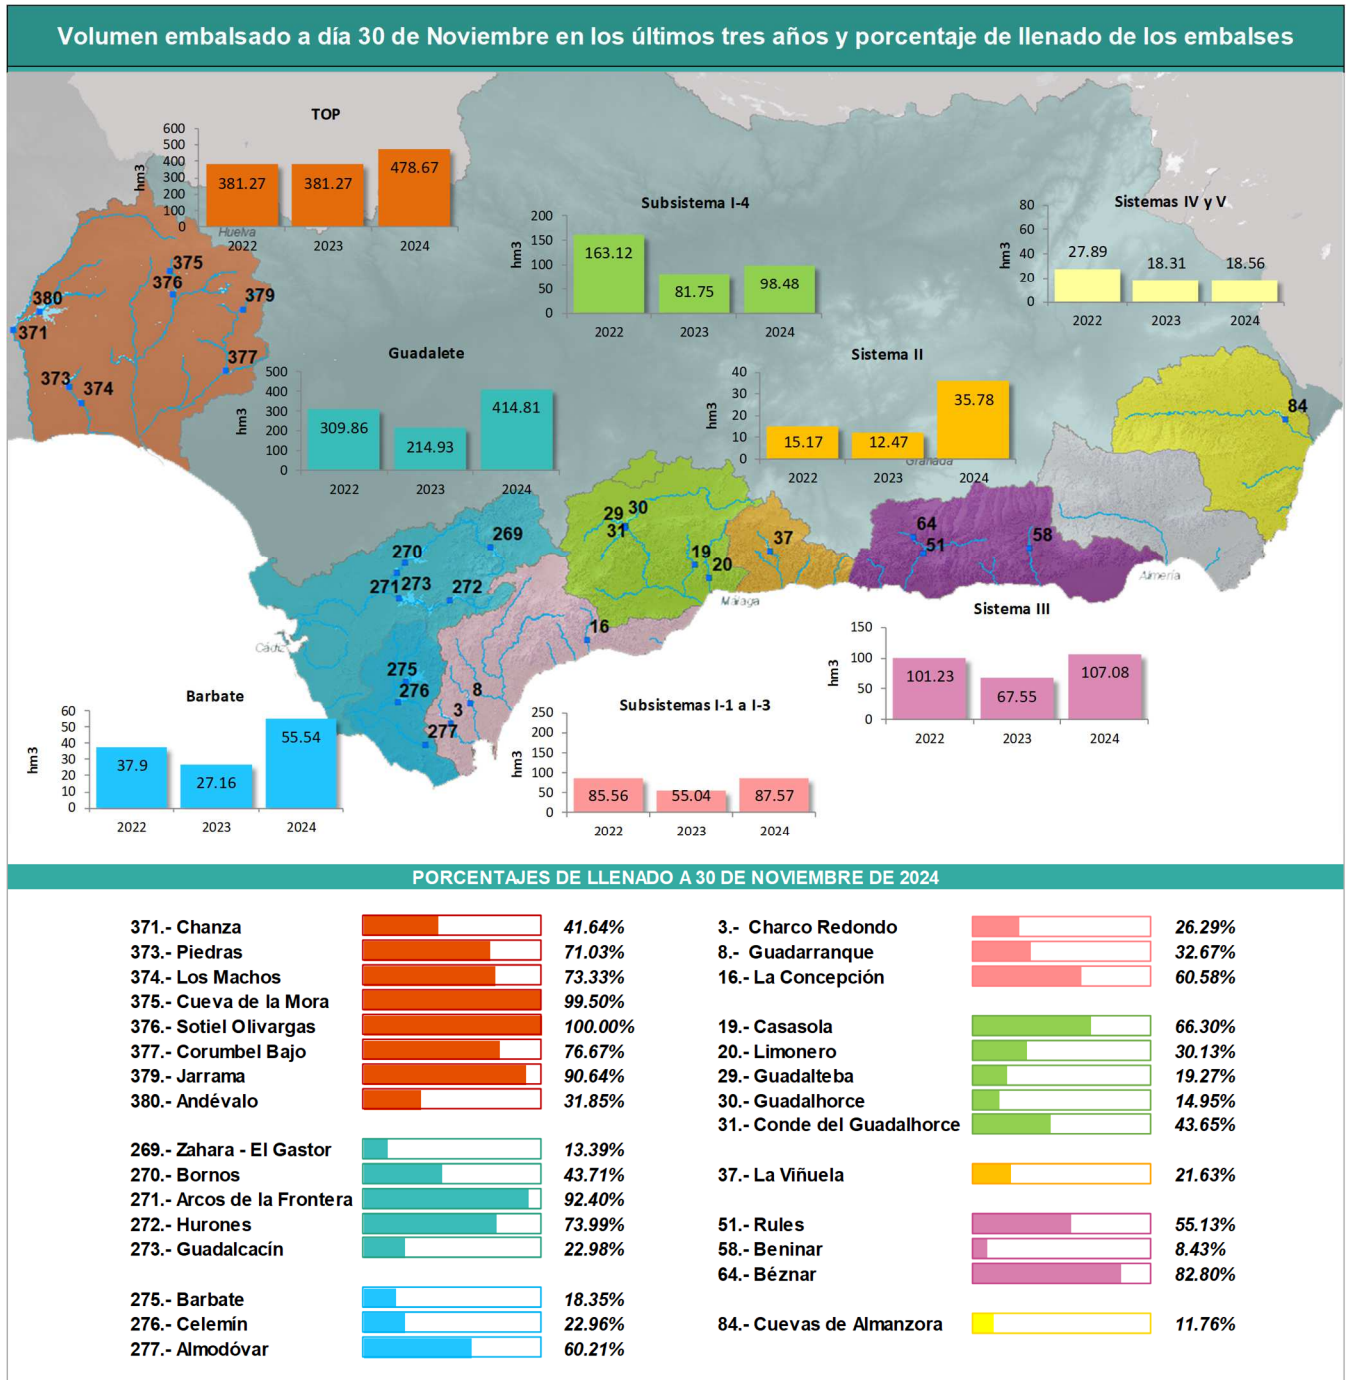 Volumen embalsado a día 30 de Noviembre en los últimos tres años y porcentaje de llenado de los embalses
TOP
hm3
600
500
400
300
200
100
0
381.27
381.27
478.67
2022
2023
2024
Huelva
Subsistema I-4
hm3
200
150
100
50
0
163.12
81.75
98.48
2022
2023
2024
Sistemas IV y V
hm3
80
60
40
20
0
27.89
18.31
18.56
2022
2023
2024
375
376
380
379
371
377
373
374
Guadalete
hm3
500
400
300
200
100
0
309.86
214.93
414.81
2022
2023
2024
Sistema II
hm3
40
30
20
10
0
15.17
12.47
35.78
2022
2023
2024
Granada
84
29
30
31
19
20
37
64
51
58
269
270
271
273
272
16
275
276
8
3
277
Málaga
Almería
Cádiz
Sistema III
hm3
150
100
50
0
101.23
67.55
107.08
2022
2023
2024
Barbate
hm3
60
50
40
30
20
10
0
37.9
27.16
55.54
2022
2023
2024
Subsistemas I-1 a I-3
hm3
250
200
150
100
50
0
85.56
55.04
87.57
2022
2023
2024
PORCENTAJES DE LLENADO A 30 DE NOVIEMBRE DE 2024
371.- Chanza 41.64%
373.- Piedras 71.03%
374.- Los Machos 73.33%
375.- Cueva de la Mora 99.50%
376.- Sotiel Olivargas 100.00%
377.- Corumbel Bajo 76.67%
379.- Jarrama 90.64%
380.- Andévalo 31.85%
269.- Zahara - El Gastor 13.39%
270.- Bornos 43.71%
271.- Arcos de la Frontera 92.40%
272.- Hurones 73.99%
273.- Guadalcacín 22.98%
275.- Barbate 18.35%
276.- Celemín 22.96%
277.- Almodóvar 60.21%
3.- Charco Redondo 26.29%
8.- Guadarranque 32.67%
16.- La Concepción 60.58%
19.- Casasola 66.30%
20.- Limonero 30.13%
29.- Guadalteba 19.27%
30.- Guadalhorce 14.95%
31.- Conde del Guadalhorce 43.65%
37.- La Viñuela 21.63%
51.- Rules 55.13%
58.- Beninar 8.43%
64.- Béznar 82.80%
84.- Cuevas de Almanzora 11.76%